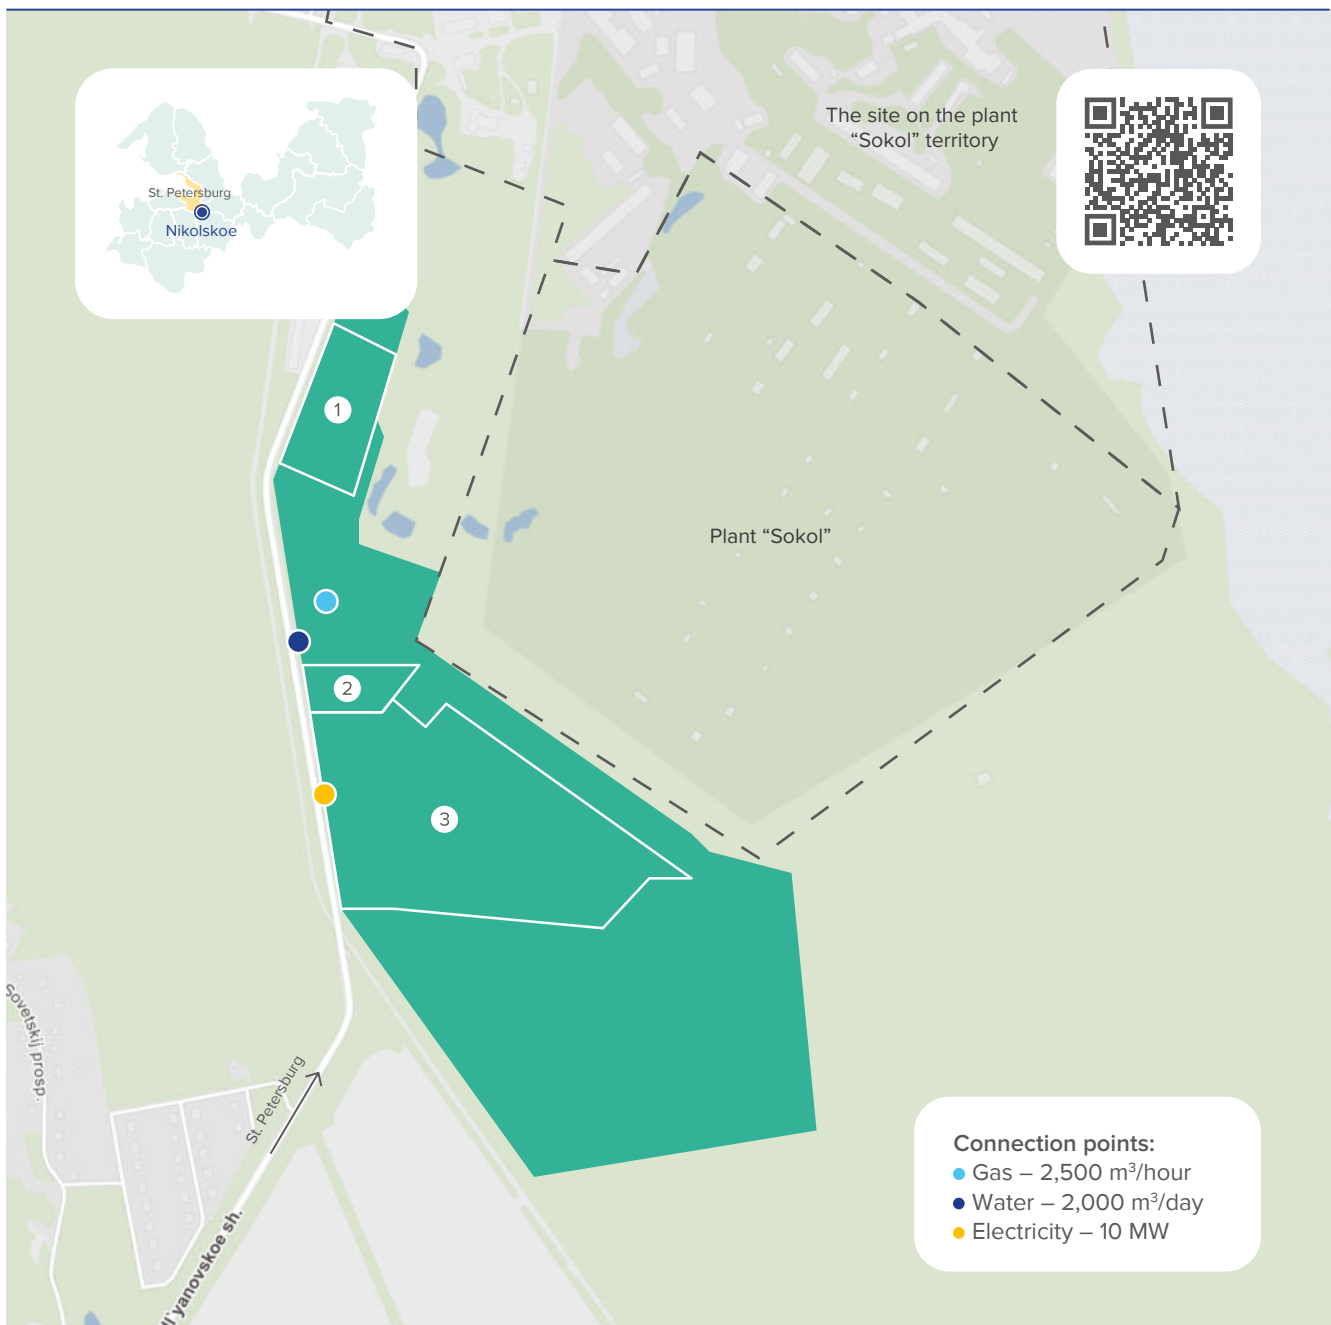 The site on the plant
“Sokol” territory
St. Petersburg
Nikolskoe
1
Plant “Sokol”
2
3
Sovetskij prosp.
St. Petersburg
Connection points:
Gas – 2,500 m³/hour
Water – 2,000 m³/day
Electricity – 10 MW
Ul'yanovskoe sh.